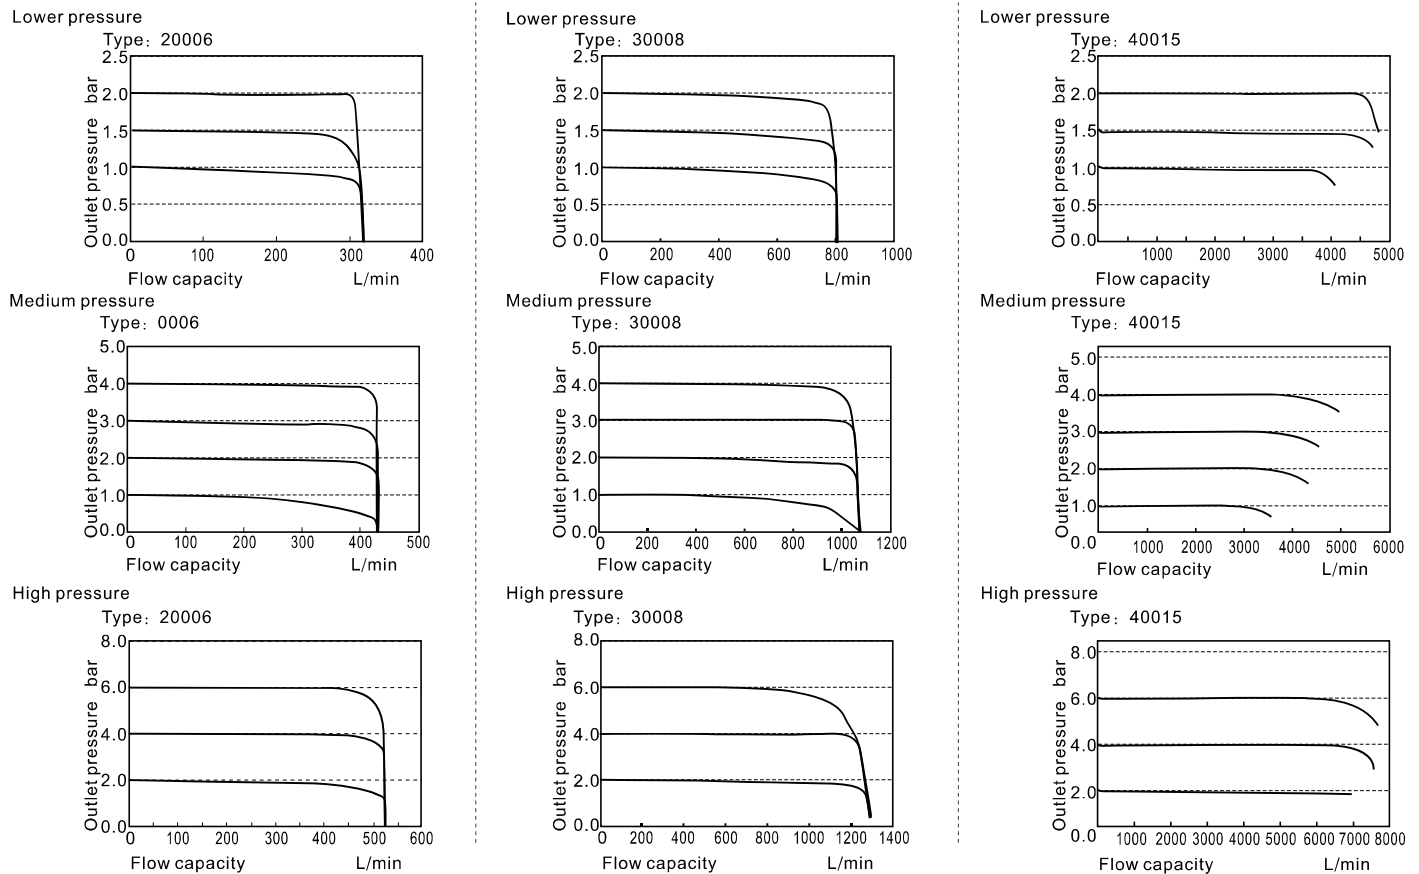 Lower pressure
Type: 20006
Outlet pressure bar
2.5
2.0
1.5
1.0
0.5
0.0
0 100 200 300 400
Flow capacity L/min
Lower pressure
Type: 30008
Outlet pressure bar
2.5
2.0
1.5
1.0
0.5
0.0
0 200 400 600 800 1000
Flow capacity L/min
Lower pressure
Type: 40015
Outlet pressure bar
2.5
2.0
1.5
1.0
0.5
0.0
1000 2000 3000 4000 5000
Flow capacity L/min
Medium pressure
Type: 0006
Outlet pressure bar
5.0
4.0
3.0
2.0
1.0
0.0
0 100 200 300 400 500
Flow capacity L/min
Medium pressure
Type: 30008
Outlet pressure bar
5.0
4.0
3.0
2.0
1.0
0.0
0 200 400 600 800 1000 1200
Flow capacity L/min
Medium pressure
Type: 40015
Outlet pressure bar
5.0
4.0
3.0
2.0
1.0
0.0
1000 2000 3000 4000 5000 6000
Flow capacity L/min
High pressure
Type: 20006
Outlet pressure bar
8.0
6.0
4.0
2.0
0.0
0 100 200 300 400 500 600
Flow capacity L/min
High pressure
Type: 30008
Outlet pressure bar
8.0
6.0
4.0
2.0
0.0
0 200 400 600 800 1000 1200 1400
Flow capacity L/min
High pressure
Type: 40015
Outlet pressure bar
8.0
6.0
4.0
2.0
0.0
1000 2000 3000 4000 5000 6000 7000 8000
Flow capacity L/min